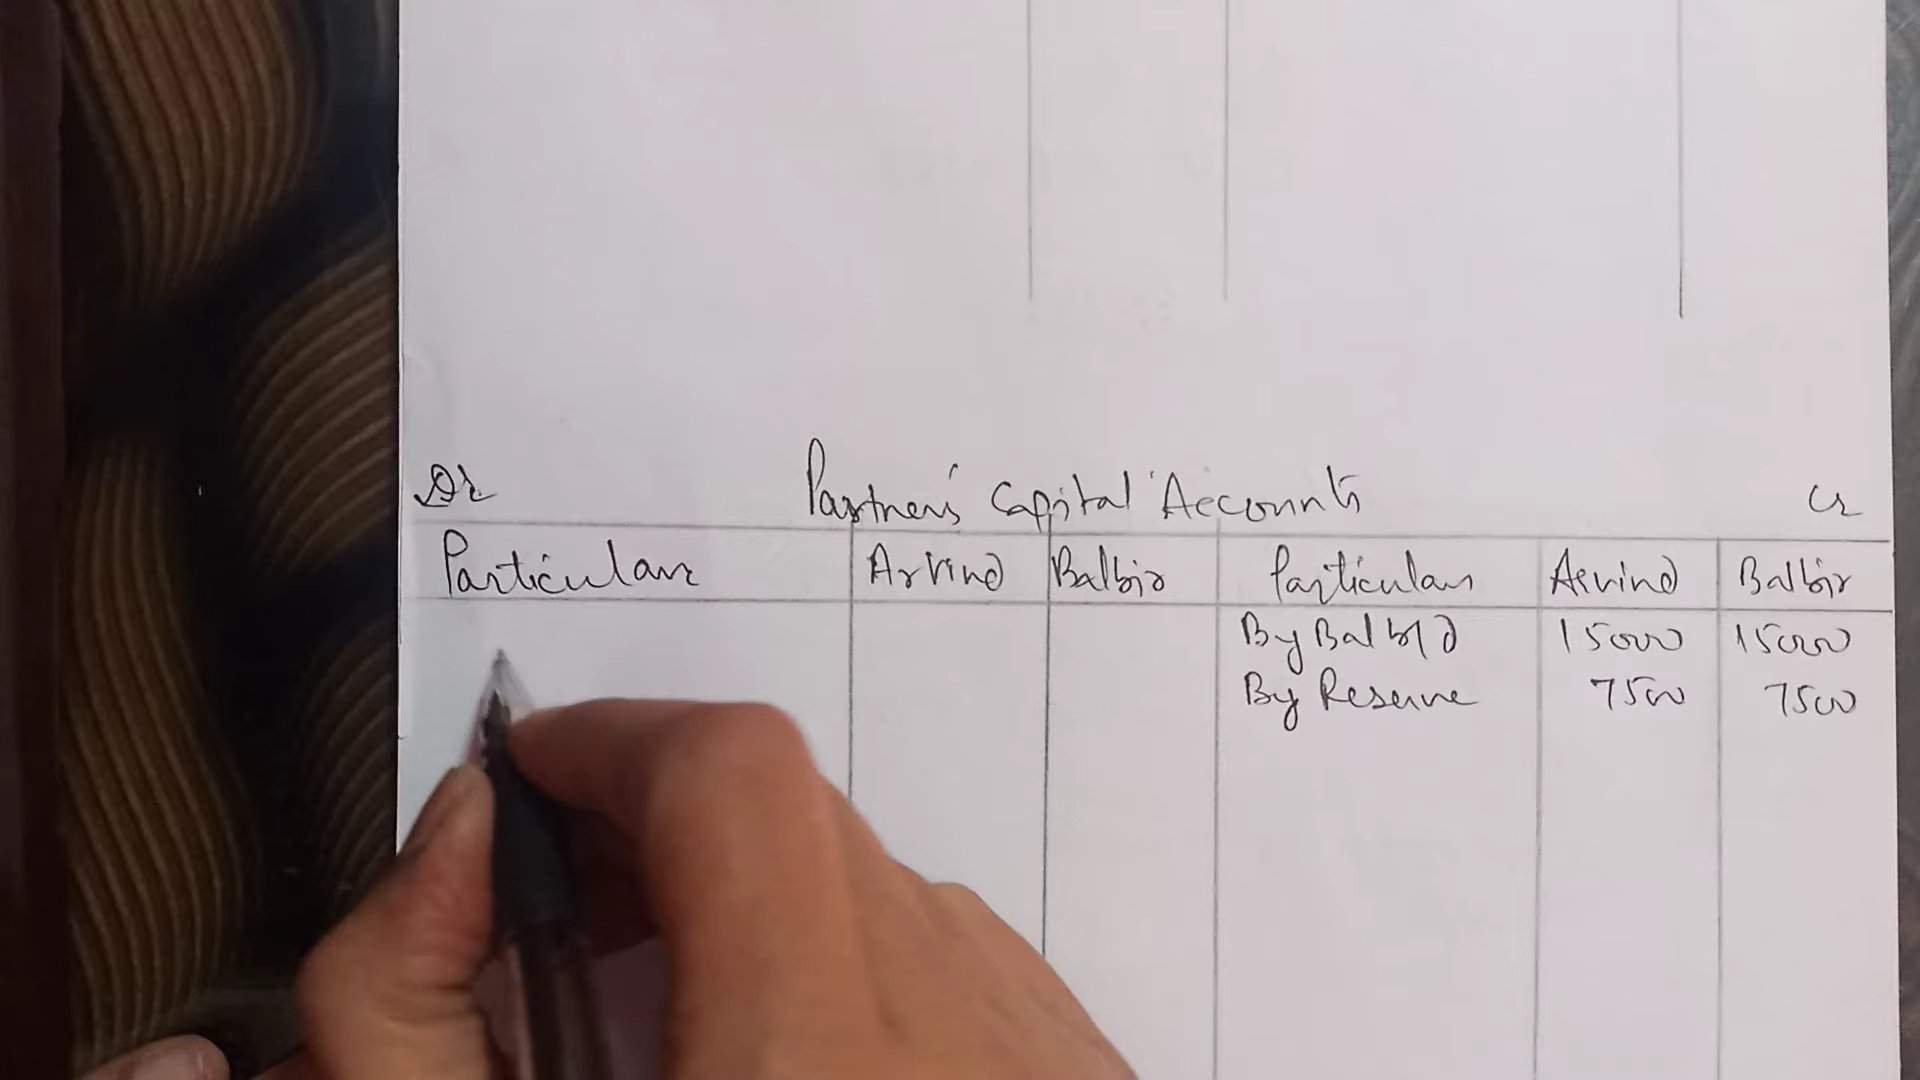 Dr Partner's Capital Accounts Cr
Particulars Arvind Balbir Particulars Arvind Balbir
By Bal b/d 15000 15000
By Reserve 7500 7500